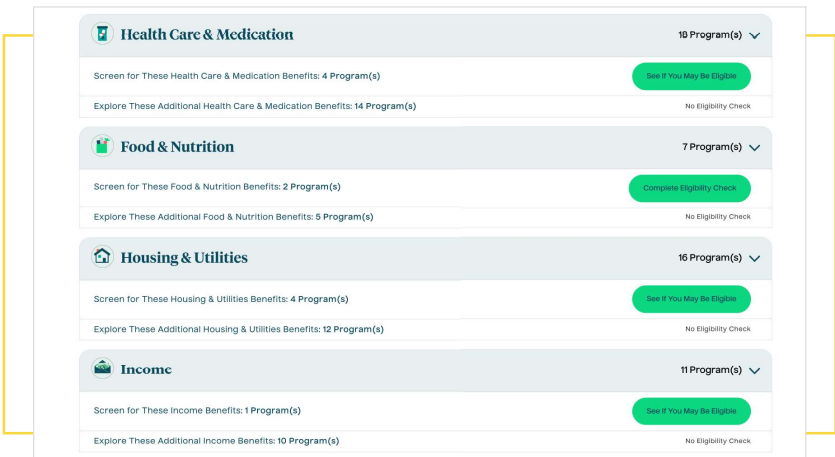 Health Care & Medication
18 Program(s)
Screen for These Health Care & Medication Benefits: 4 Program(s)
See If You May Be Eligible
Explore These Additional Health Care & Medication Benefits: 14 Program(s)
No Eligibility Check
Food & Nutrition
7 Program(s)
Screen for These Food & Nutrition Benefits: 2 Program(s)
Complete Eligibility Check
Explore These Additional Food & Nutrition Benefits: 5 Program(s)
No Eligibility Check
Housing & Utilities
16 Program(s)
Screen for These Housing & Utilities Benefits: 4 Program(s)
See If You May Be Eligible
Explore These Additional Housing & Utilities Benefits: 12 Program(s)
No Eligibility Check
Income
11 Program(s)
Screen for These Income Benefits: 1 Program(s)
See If You May Be Eligible
Explore These Additional Income Benefits: 10 Program(s)
No Eligibility Check